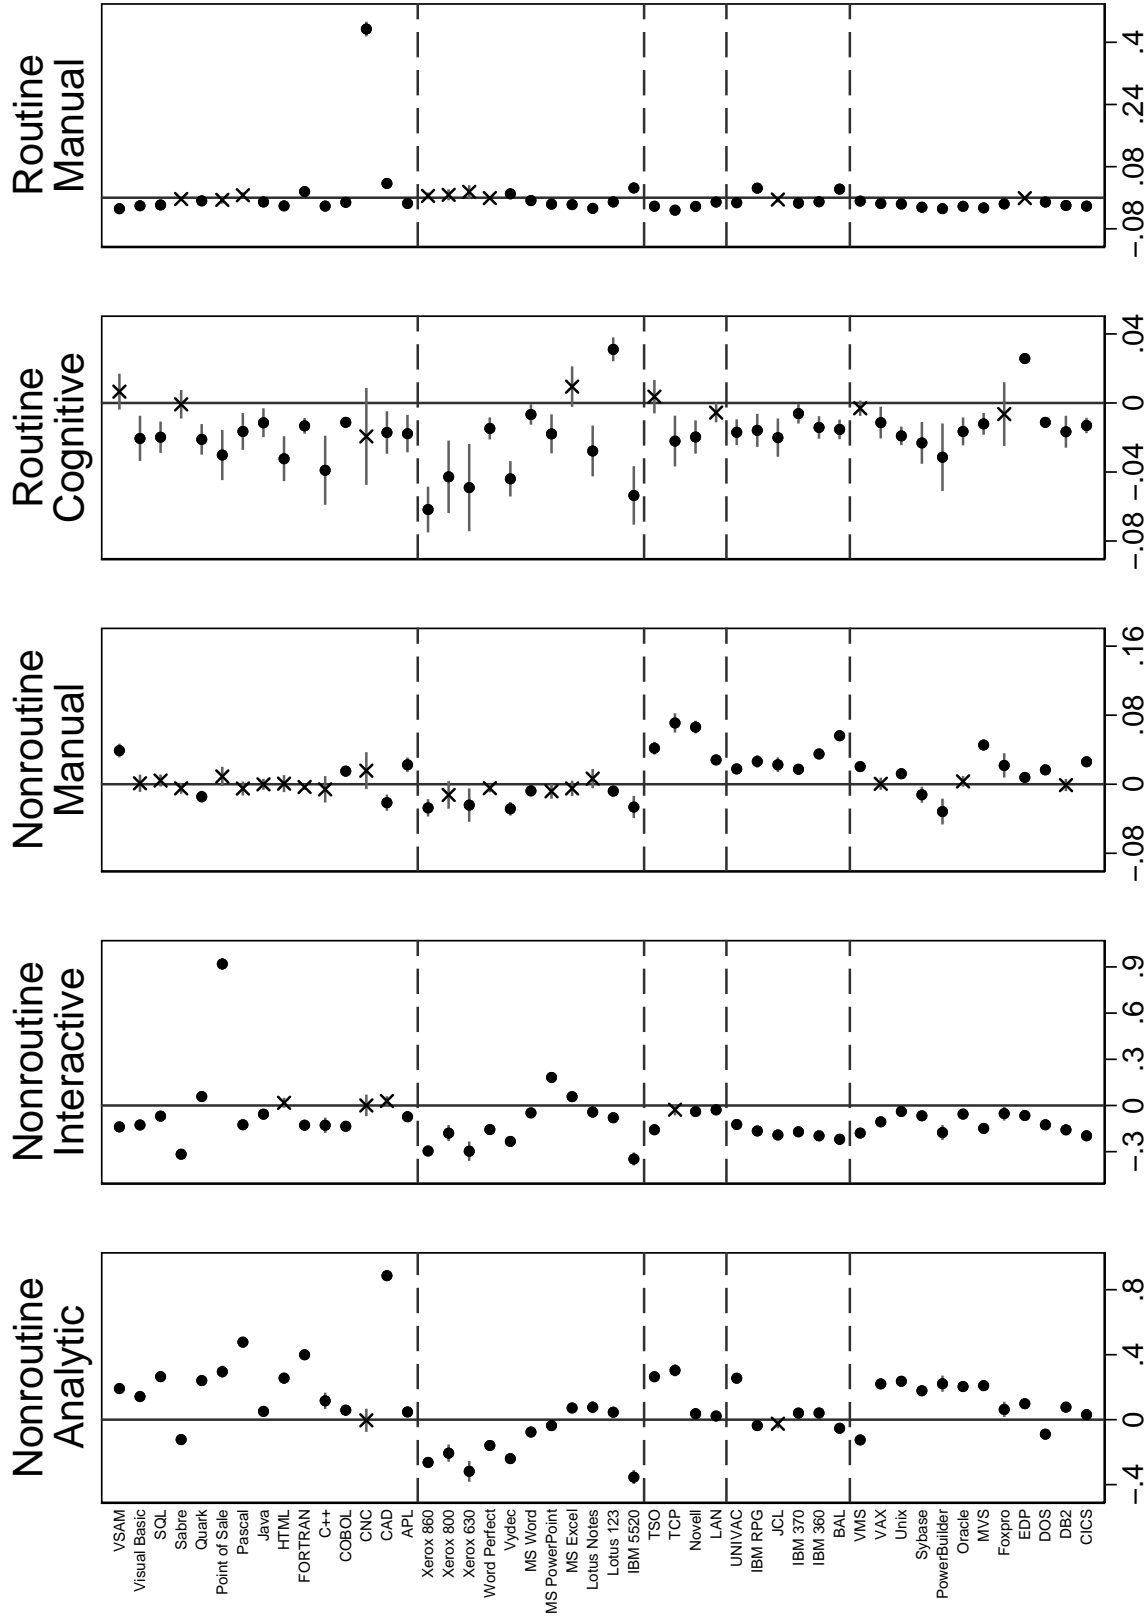 Nonroutine
Analytic
Nonroutine
Interactive
Nonroutine
Manual
Routine
Cognitive
Routine
Manual
VSAM
Visual Basic
SQL
Sabre
Quark
Point of Sale
Pascal
Java
HTML
FORTRAN
C++
COBOL
CNC
CAD
APL
Xerox 860
Xerox 800
Xerox 630
Word Perfect
Vydec
MS Word
MS PowerPoint
MS Excel
Lotus Notes
Lotus 123
IBM 5520
TSO
TCP
Novell
LAN
UNIVAC
IBM RPG
JCL
IBM 370
IBM 360
BAL
VMS
VAX
Unix
Sybase
PowerBuilder
Oracle
MVS
Foxpro
EDP
DOS
DB2
CICS
−.4 0 .4 .8
−.3 0 .3 .6 .9
−.08 0 .08 .16
−.08 −.04 0 .04
−.08 .08 .24 .4